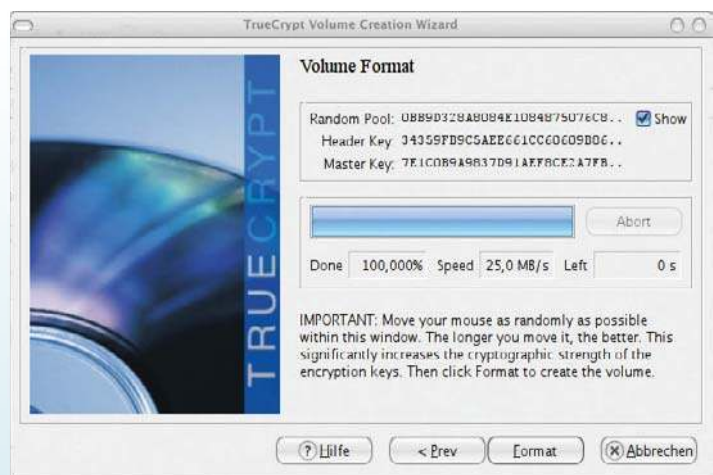 TrueCrypt Volume Creation Wizard
TRUECRYPT
Volume Format
Random Pool: Show
Header Key:
Master Key:
Abort
Done 100,000% Speed 25,0 MB/s Left 0 s
IMPORTANT: Move your mouse as randomly as possible
within this window. The longer you move it, the better. This
significantly increases the cryptographic strength of the
encryption keys. Then click Format to create the volume.
Hilfe < Prev Format Abbrechen